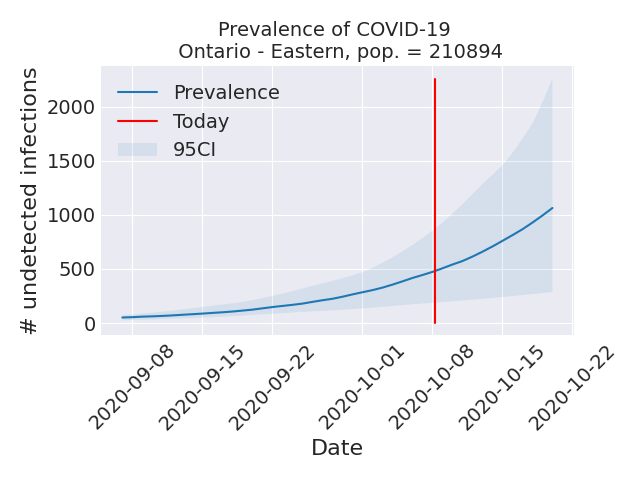 Prevalence of COVID-19
Ontario - Eastern, pop. = 210894
# undetected infections
2000
1500
1000
500
0
Prevalence
Today
95CI
2020-09-08
2020-09-15
2020-09-22
2020-10-01
2020-10-08
2020-10-15
2020-10-22
Date